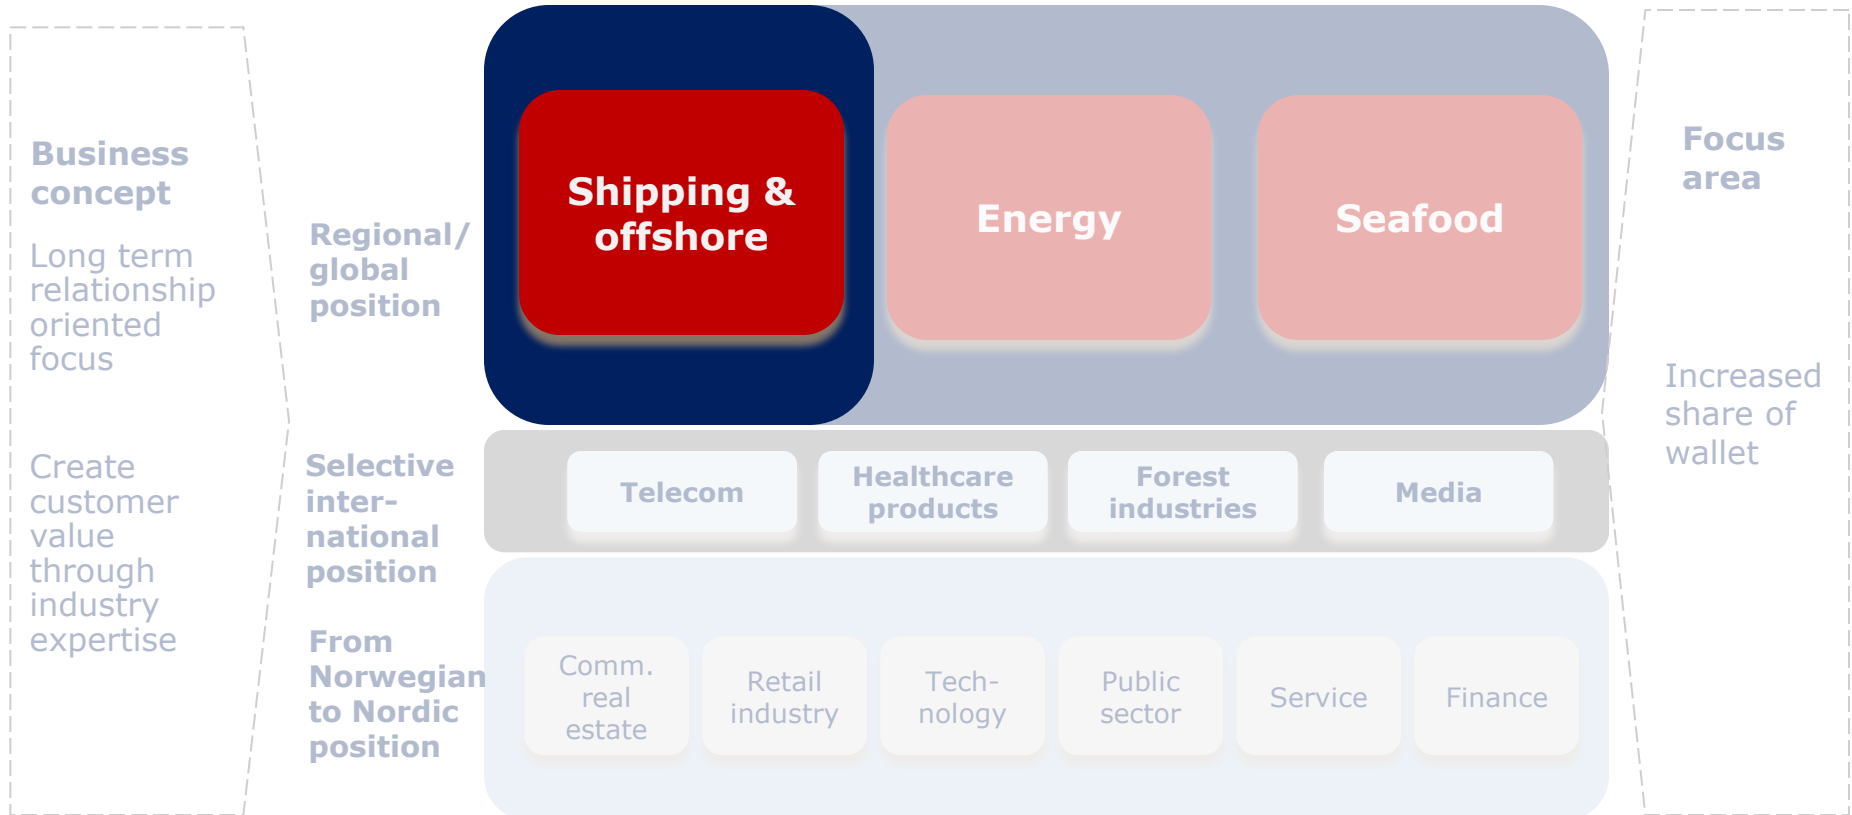 Business
concept
Long term
relationship
oriented
focus
Create
customer
value
through
industry
expertise
Regional/
global
position
Shipping &
offshore
Energy
Seafood
Selective
inter-
national
position
Telecom
Healthcare
products
Forest
industries
Media
From
Norwegian
to Nordic
position
Comm.
real
estate
Retail
industry
Tech-
nology
Public
sector
Service
Finance
Focus
area
Increased
share of
wallet